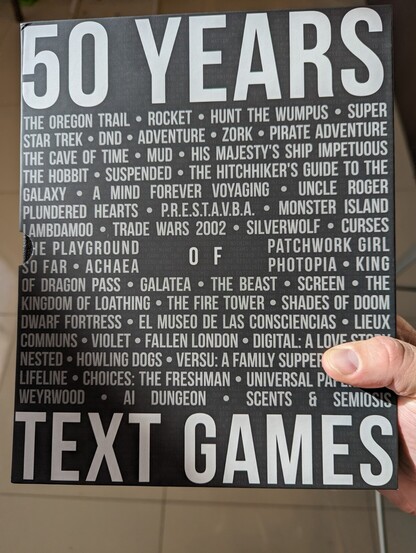 50 YEARS
THE OREGON TRAIL • ROCKET • HUNT THE WUMPUS • SUPER
STAR TREK • DND • ADVENTURE • ZORK • PIRATE ADVENTURE
THE CAVE OF TIME • MUD • HIS MAJESTY'S SHIP IMPETUOUS
THE HOBBIT • SUSPENDED • THE HITCHHIKER'S GUIDE TO THE
GALAXY • A MIND FOREVER VOYAGING • UNCLE ROGER
PLUNDERED HEARTS • P.R.E.S.T.A.V.B.A. • MONSTER ISLAND
LAMBDAMOO • TRADE WARS 2002 • SILVERWOLF • CURSES
THE PLAYGROUND PATCHWORK GIRL
OF
SO FAR • ACHAEA PHOTOPIA • KING
OF DRAGON PASS • GALATEA • THE BEAST • SCREEN • THE
KINGDOM OF LOATHING • THE FIRE TOWER • SHADES OF DOOM
DWARF FORTRESS • EL MUSEO DE LAS CONSCIENCIAS • LIEUX
COMMUNS • VIOLET • FALLEN LONDON • DIGITAL: A LOVE STORY
NESTED • HOWLING DOGS • VERSU: A FAMILY SUPPER
LIFELINE • CHOICES: THE FRESHMAN • UNIVERSAL
WEYRWOOD • AI DUNGEON • SCENTS & SEMIOSIS
TEXT GAMES